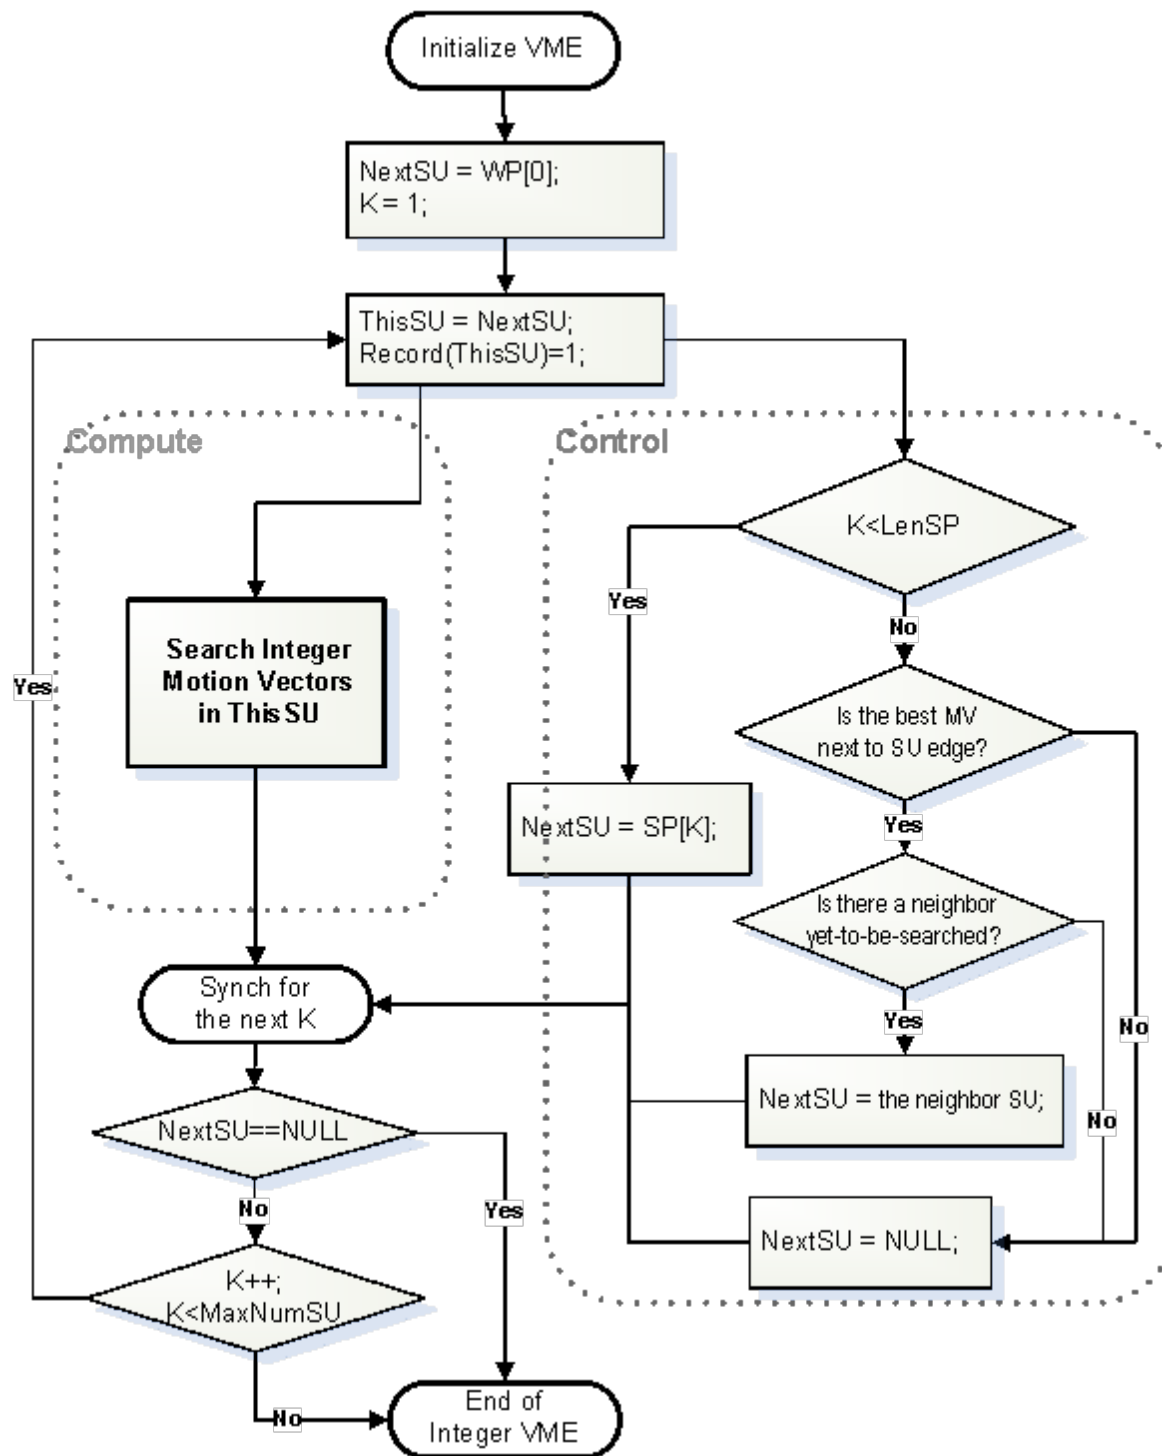 Initialize VME
NextSU = WP[0];
K = 1;
ThisSU = NextSU;
Record(ThisSU)=1;
Compute
Control
K<LenSP
Yes
No
Search Integer
Motion Vectors
in This SU
Yes
Is the best MV
next to SU edge?
NextSU = SP[K];
Yes
Is there a neighbor
yet-to-be-searched?
Synch for
the next K
Yes
No
NextSU = the neighbor SU;
No
NextSU==NULL
No
Yes
NextSU = NULL;
K++;
K<MaxNumSU
No
End of
Integer VME